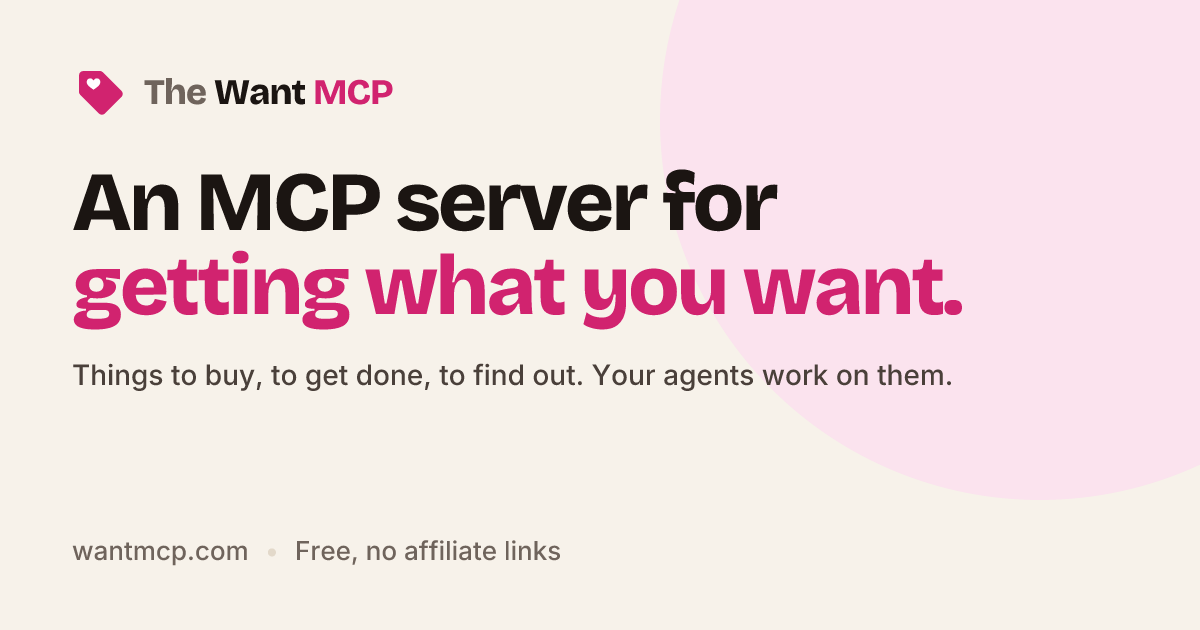 The Want MCP
An MCP server for
getting what you want.
Things to buy, to get done, to find out. Your agents work on them.
wantmcp.com • Free, no affiliate links